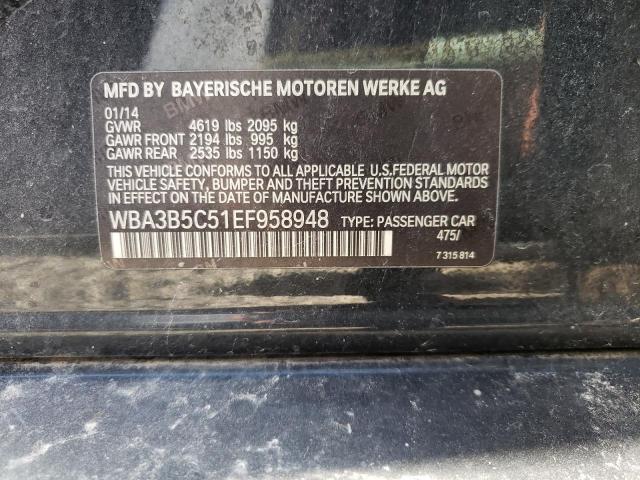 MFD BY BAYERISCHE MOTOREN WERKE AG
01/14
GVWR 4619 lbs 2095 kg
GAWR FRONT 2194 lbs 995 kg
GAWR REAR 2535 lbs 1150 kg
THIS VEHICLE CONFORMS TO ALL APPLICABLE U.S.FEDERAL MOTOR
VEHICLE SAFETY, BUMPER AND THEFT PREVENTION STANDARDS
IN EFFECT ON THE DATE OF MANUFACTURE SHOWN ABOVE
WBA3B5C51EF958948 TYPE: PASSENGER CAR
475/
7 315 814